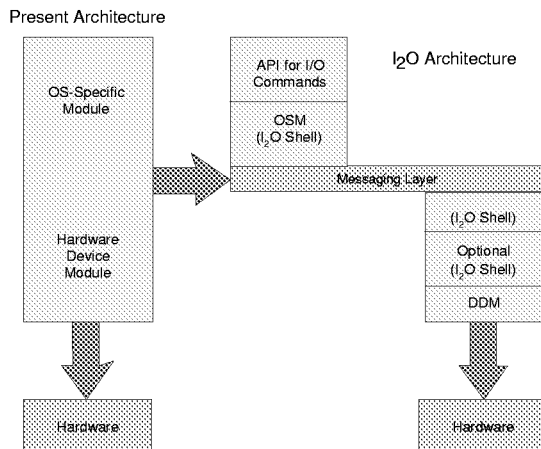 Present Architecture
OS-Specific
Module
Hardware
Device
Module
Hardware
I2O Architecture
API for I/O
Commands
OSM
(I2O Shell)
Messaging Layer
(I2O Shell)
Optional
(I2O Shell)
DDM
Hardware